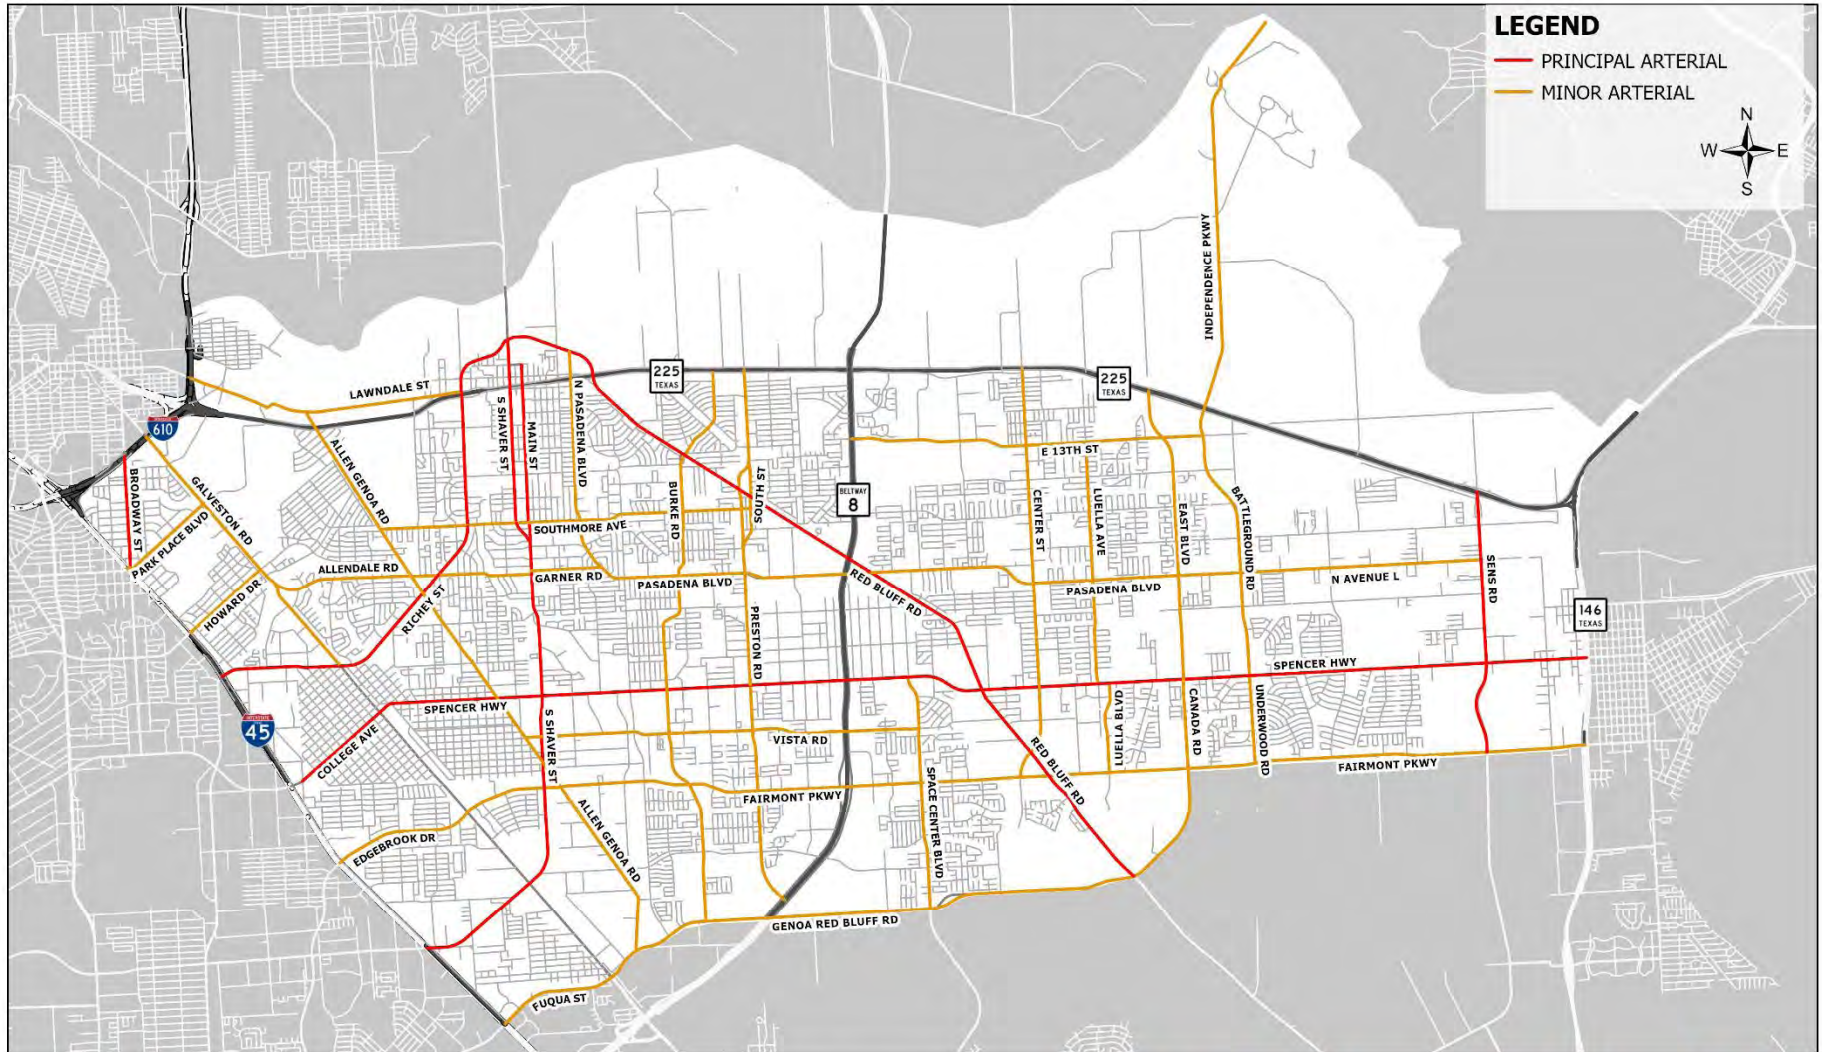 LEGEND
PRINCIPAL ARTERIAL
MINOR ARTERIAL
N
W
E
S
INDEPENDENCE PKWY
225
TEXAS
225
TEXAS
LAWNDALE ST
N PASADENA BLVD
S SHAVER ST
MAIN ST
INTERSTATE
610
ALLEN GENOA RD
E 13TH ST
BROADWAY ST
GALVESTON RD
BURKE RD
SOUTH ST
BELTWAY
8
CENTER ST
LUELLA AVE
EAST BLVD
BATTLEGROUND RD
PARK PLACE BLVD
SOUTHMORE AVE
ALLENDALE RD
GARNER RD
PASADENA BLVD
RED BLUFF RD
PASADENA BLVD
N AVENUE L
SENS RD
HOWARD DR
RICHEY ST
PRESTON RD
146
TEXAS
SPENCER HWY
SPENCER HWY
INTERSTATE
45
COLLEGE AVE
S SHAVER ST
VISTA RD
RED BLUFF RD
LUELLA BLVD
CANADA RD
UNDERWOOD RD
FAIRMONT PKWY
FAIRMONT PKWY
SPACE CENTER BLVD
EDGEBROOK DR
ALLEN GENOA RD
GENOA RED BLUFF RD
FUQUA ST